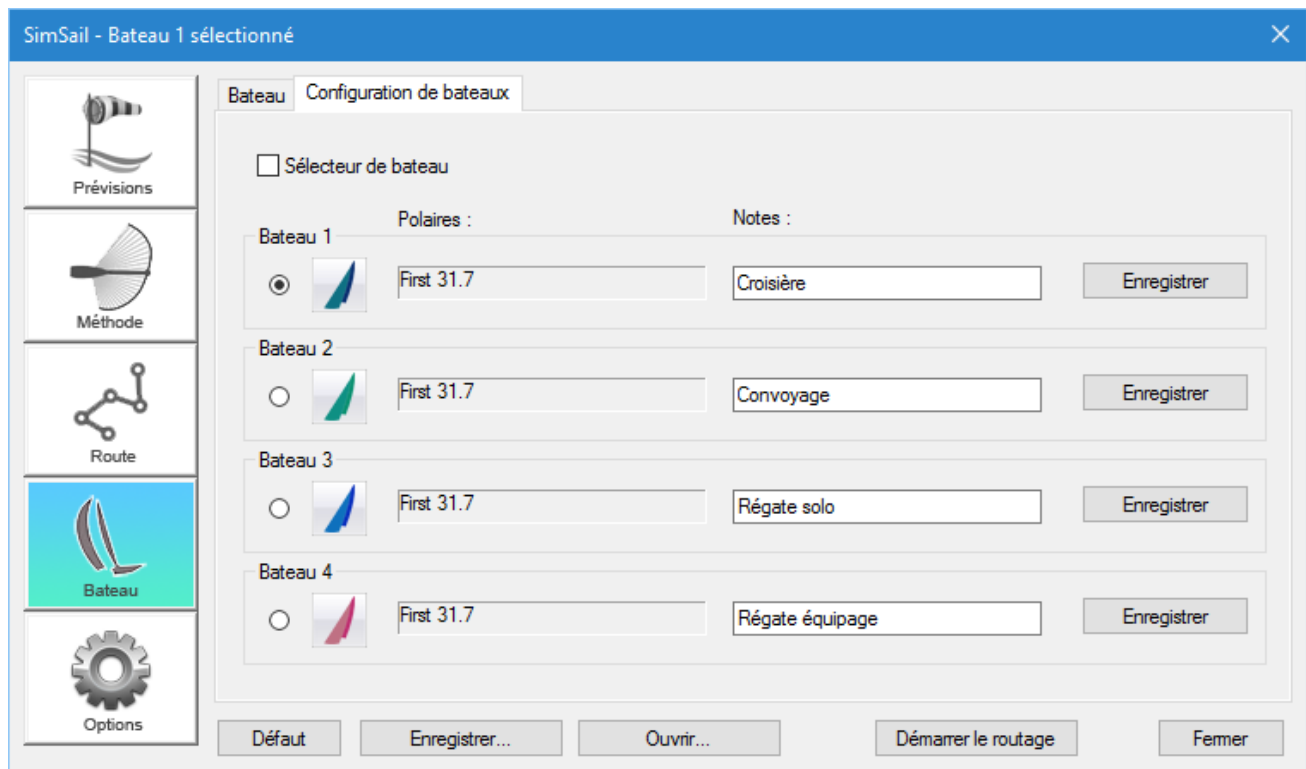 SimSail - Bateau 1 sélectionné
Prévisions
Méthode
Route
Bateau
Options
Bateau
Configuration de bateaux
Sélecteur de bateau
Polaires :
Notes :
Bateau 1
First 31.7
Croisière
Enregistrer
Bateau 2
First 31.7
Convoyage
Enregistrer
Bateau 3
First 31.7
Régate solo
Enregistrer
Bateau 4
First 31.7
Régate équipage
Enregistrer
Défaut
Enregistrer...
Ouvrir...
Démarrer le routage
Fermer